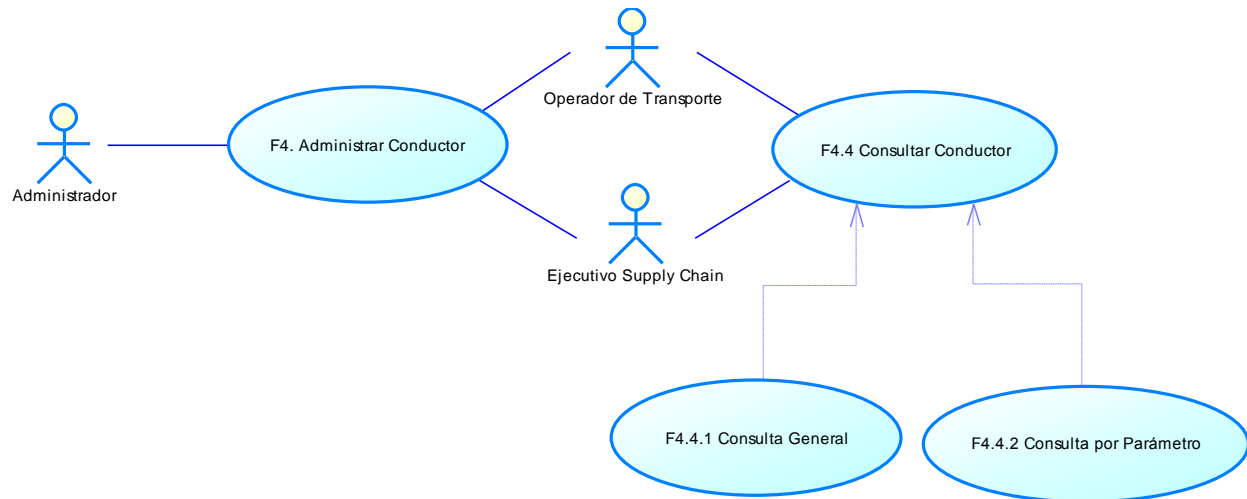 Operador de Transporte
F4. Administrar Conductor
F4.4 Consultar Conductor
Administrador
Ejecutivo Supply Chain
F4.4.1 Consulta General
F4.4.2 Consulta por Parámetro